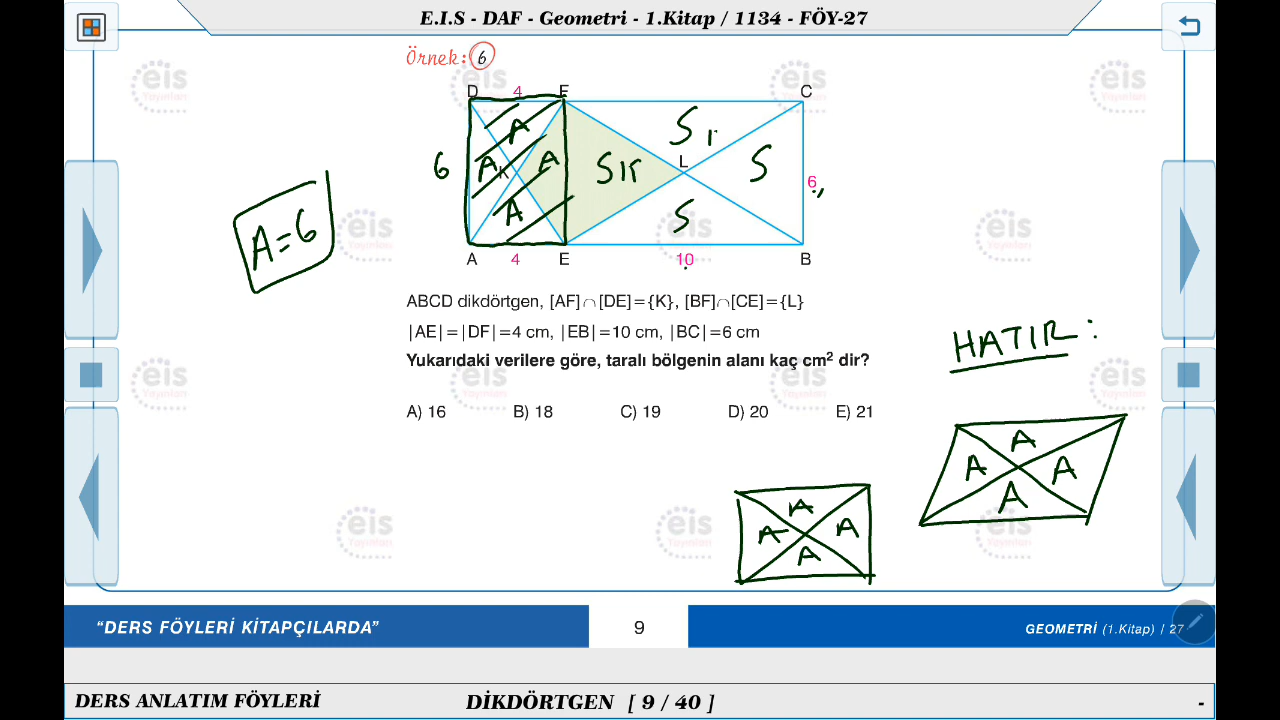 E.I.S - DAF - Geometri - 1.Kitap / 1134 - FÖY-27
Örnek: 6
D 4 F C
A
S
6 A K A S L S 6
A S
A 4 E 10 B
A=6
ABCD dikdörtgen, [AF]∩[DE]={K}, [BF]∩[CE]={L}
|AE|=|DF|=4 cm, |EB|=10 cm, |BC|=6 cm
Yukarıdaki verilere göre, taralı bölgenin alanı kaç cm² dir?
A) 16 B) 18 C) 19 D) 20 E) 21
HATIR:
A
A A
A
A
A A
A
eis Yayınları
"DERS FÖYLERİ KİTAPÇILARDA"
9
GEOMETRİ (1.Kitap) / 27
DERS ANLATIM FÖYLERİ
DİKDÖRTGEN [ 9 / 40 ]
-